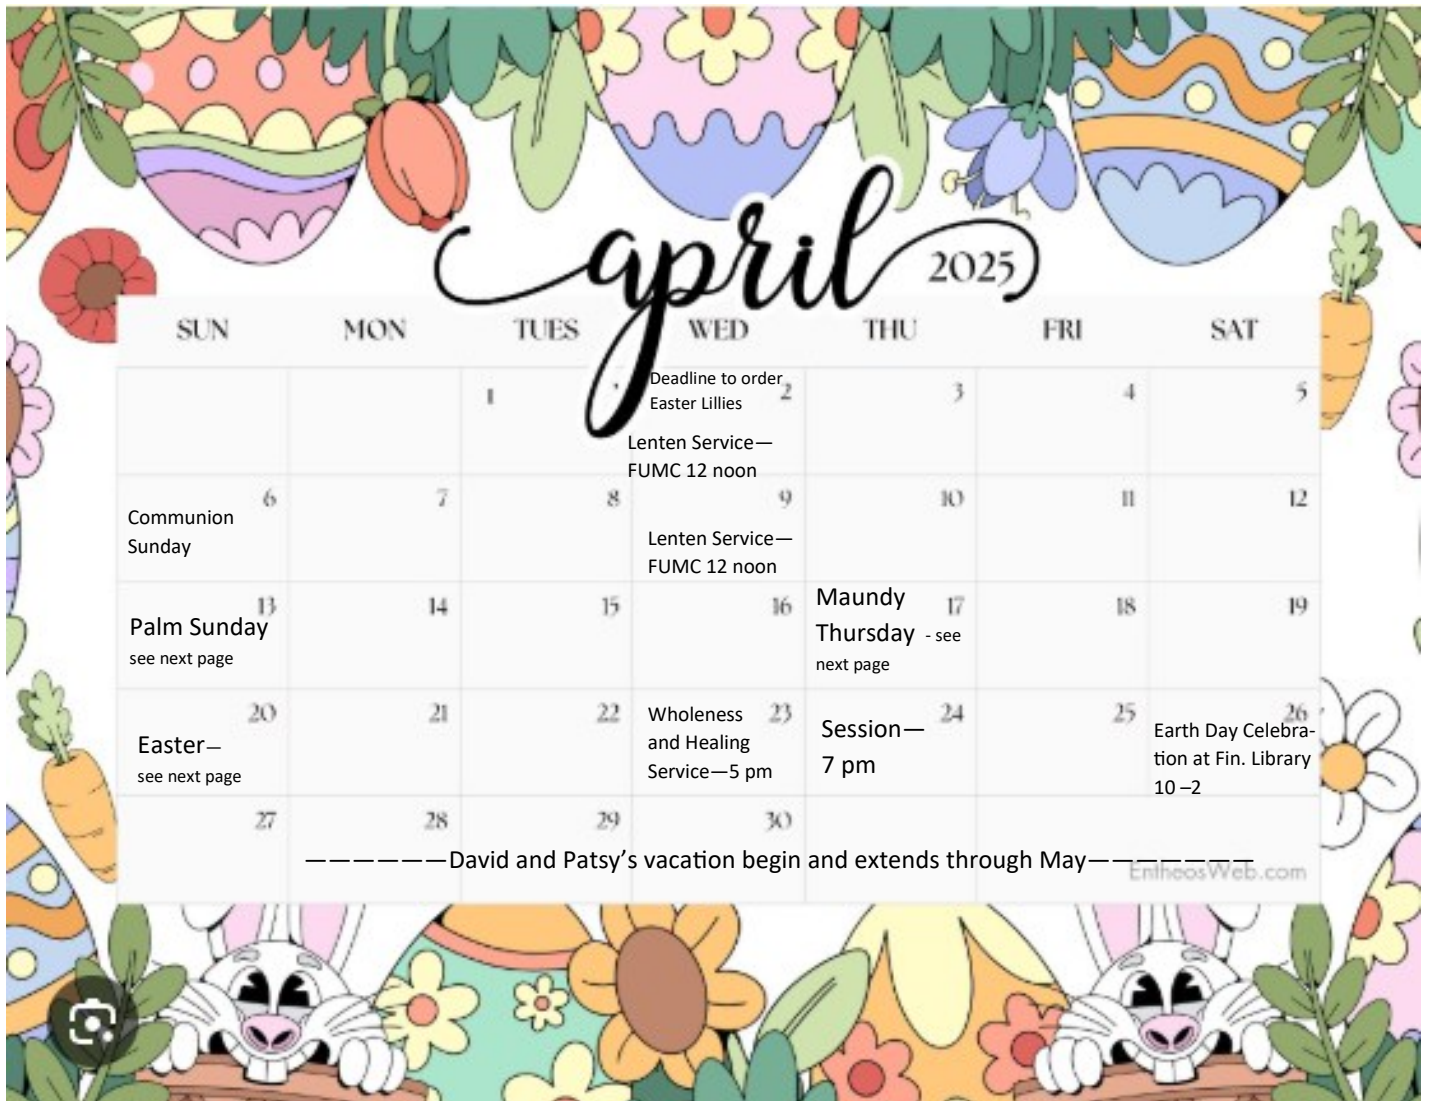 april 2025
SUN MON TUES WED THU FRI SAT
1
Deadline to order 2
Easter Lillies
Lenten Service—
FUMC 12 noon
3
4
5
6
Communion
Sunday
7
8
9
Lenten Service—
FUMC 12 noon
10
11
12
13
Palm Sunday
see next page
14
15
16
Maundy 17
Thursday - see
next page
18
19
20
Easter—
see next page
21
22
Wholeness 23
and Healing
Service—5 pm
24
Session—
7 pm
25
26
Earth Day Celebra-
tion at Fin. Library
10 –2
27
28
29
30
——————David and Patsy’s vacation begin and extends through May———————
EntheosWeb.com